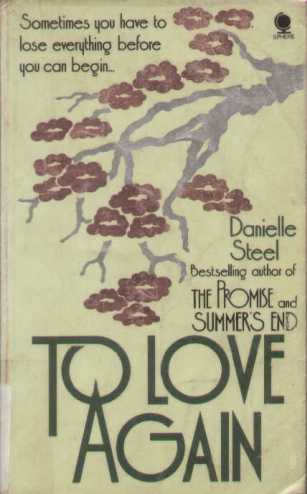 Sometimes you have to
lose everything before
you can begin...
SPHERE
Danielle
Steel
Bestselling author of
THE PROMISE and
SUMMER'S END
TO LOVE
AGAIN